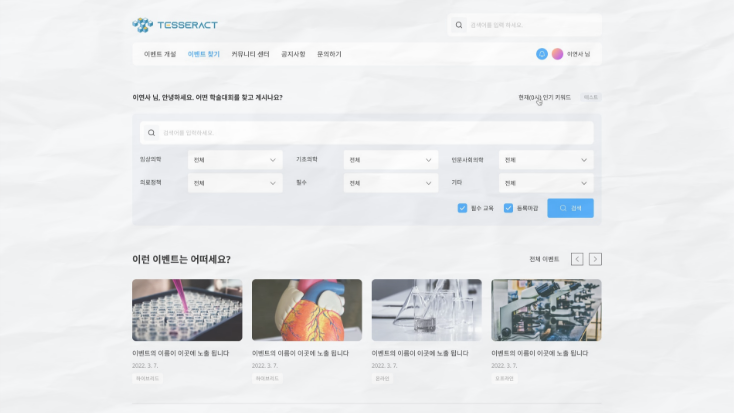 TESSERACT
검색어를 입력 하세요.
이벤트 개설 이벤트 찾기 커뮤니티 센터 공지사항 문의하기 이연사 님
이연사 님, 안녕하세요. 어떤 학술대회를 찾고 계시나요?
현재(0시) 인기 키워드 테스트
검색어를 입력하세요.
임상의학 전체 기초의학 전체 인문사회의학 전체
의료정책 전체 필수 전체 기타 전체
필수 교육 등록마감 검색
이런 이벤트는 어떠세요?
전체 이벤트
이벤트의 이름이 이곳에 노출 됩니다 이벤트의 이름이 이곳에 노출 됩니다 이벤트의 이름이 이곳에 노출 됩니다 이벤트의 이름이 이곳에 노출 됩니다
2022. 3. 7. 2022. 3. 7. 2022. 3. 7. 2022. 3. 7.
하이브리드 하이브리드 온라인 오프라인